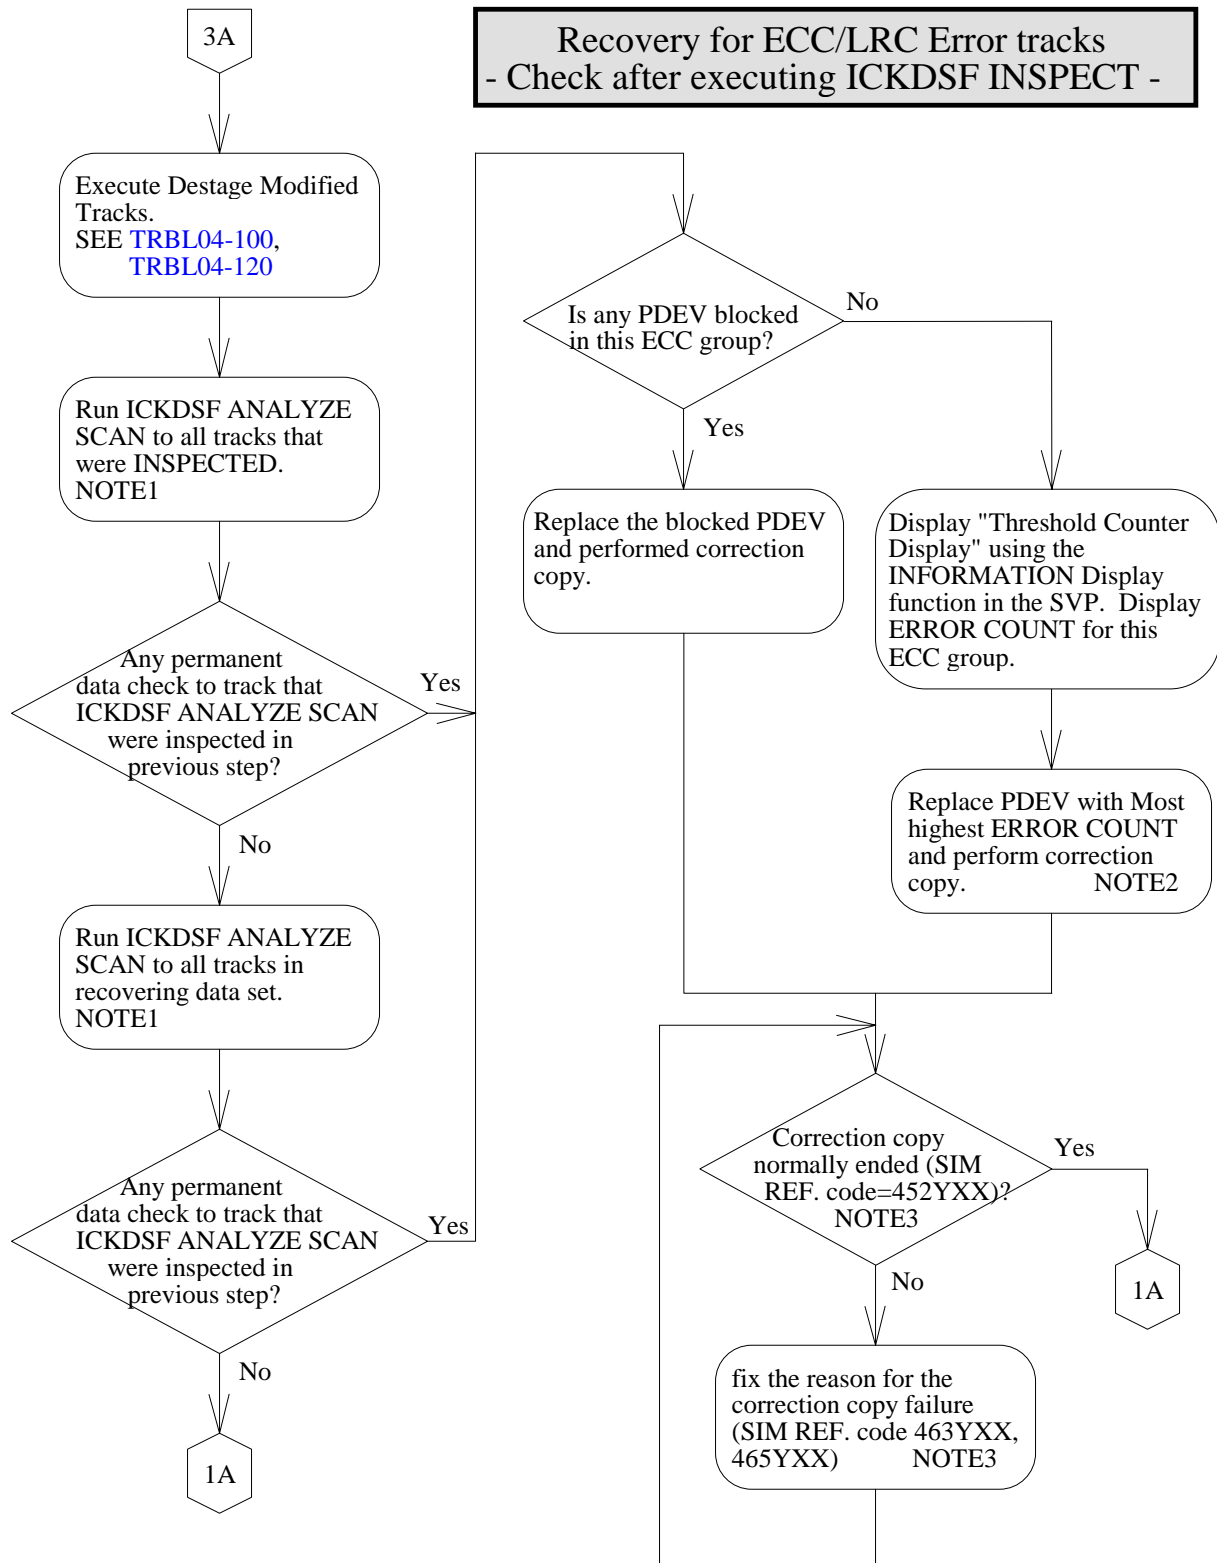 3A
Recovery for ECC/LRC Error tracks
- Check after executing ICKDSF INSPECT -
Execute Destage Modified
Tracks.
SEE TRBL04-100,
TRBL04-120
Run ICKDSF ANALYZE
SCAN to all tracks that
were INSPECTED.
NOTE1
Any permanent
data check to track that
ICKDSF ANALYZE SCAN
were inspected in
previous step?
Yes
No
Run ICKDSF ANALYZE
SCAN to all tracks in
recovering data set.
NOTE1
Any permanent
data check to track that
ICKDSF ANALYZE SCAN
were inspected in
previous step?
Yes
No
1A
Is any PDEV blocked
in this ECC group?
No
Yes
Replace the blocked PDEV
and performed correction
copy.
Display "Threshold Counter
Display" using the
INFORMATION Display
function in the SVP.  Display
ERROR COUNT for this
ECC group.
Replace PDEV with Most
highest ERROR COUNT
and perform correction
copy. NOTE2
Correction copy
normally ended (SIM
REF. code=452YXX)?
NOTE3
Yes
1A
No
fix the reason for the
correction copy failure
(SIM REF. code 463YXX,
465YXX) NOTE3